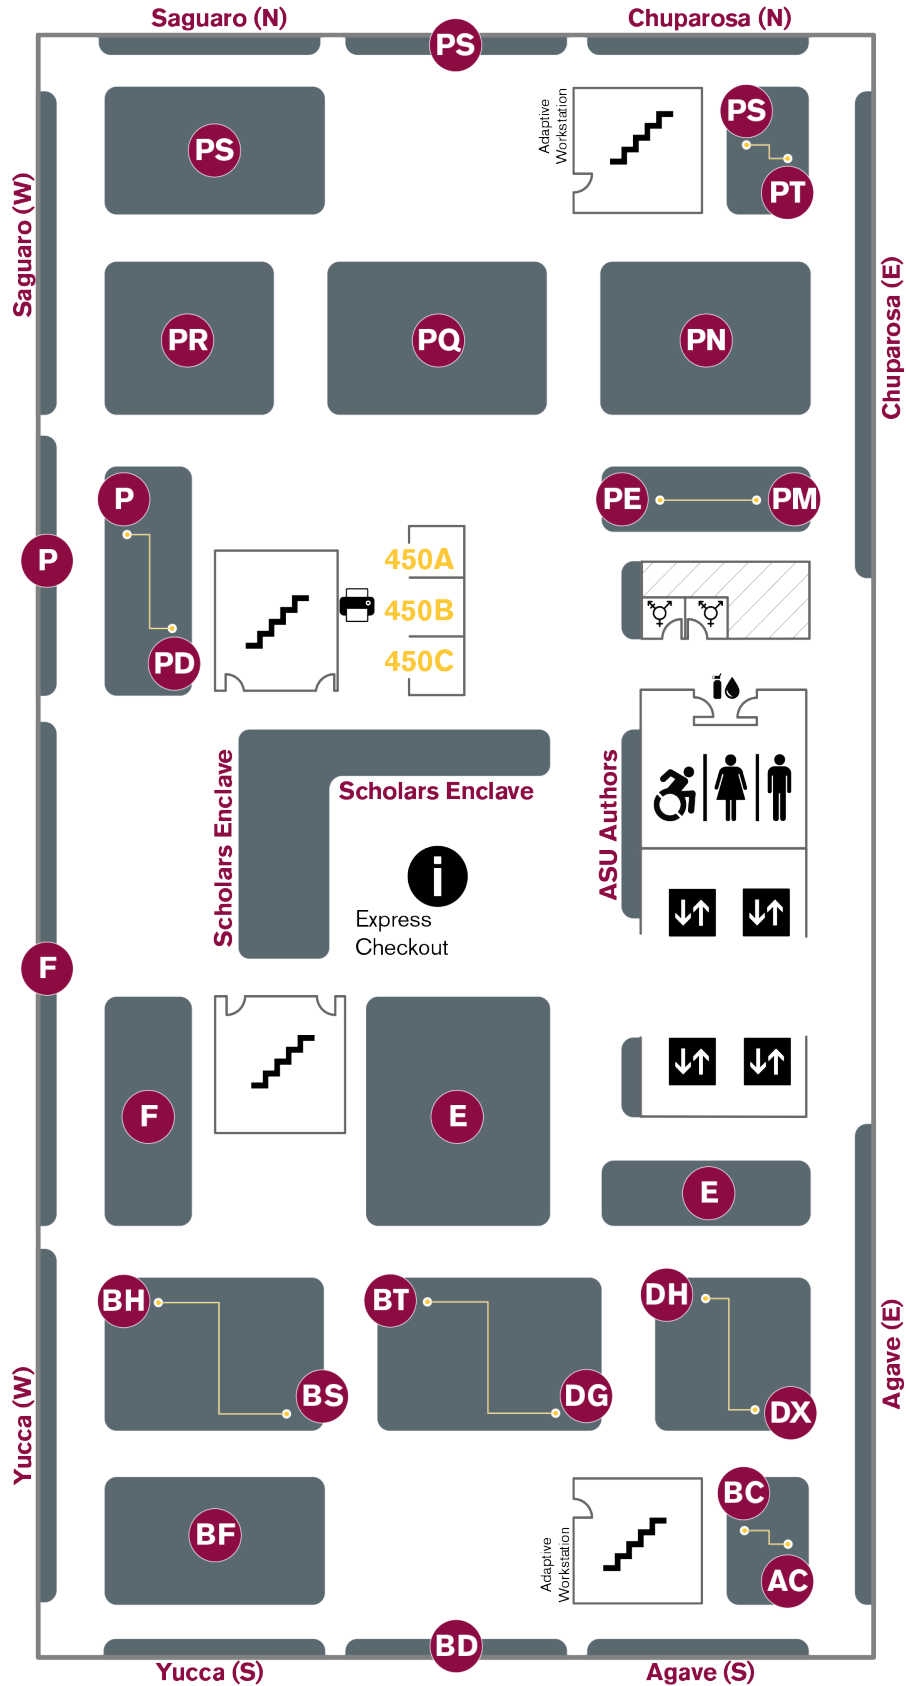 Saguaro (N)
Chuparosa (N)
PS
Adaptive
Workstation
PS
PS
PT
Saguaro (W)
Chuparosa (E)
PR
PQ
PN
P
PE
PM
P
450A
450B
450C
PD
Scholars Enclave
Scholars Enclave
ASU Authors
i
Express
Checkout
F
F
E
E
BH
BT
DH
BS
DG
DX
Yucca (W)
Agave (E)
BF
BC
Adaptive
Workstation
AC
BD
Yucca (S)
Agave (S)